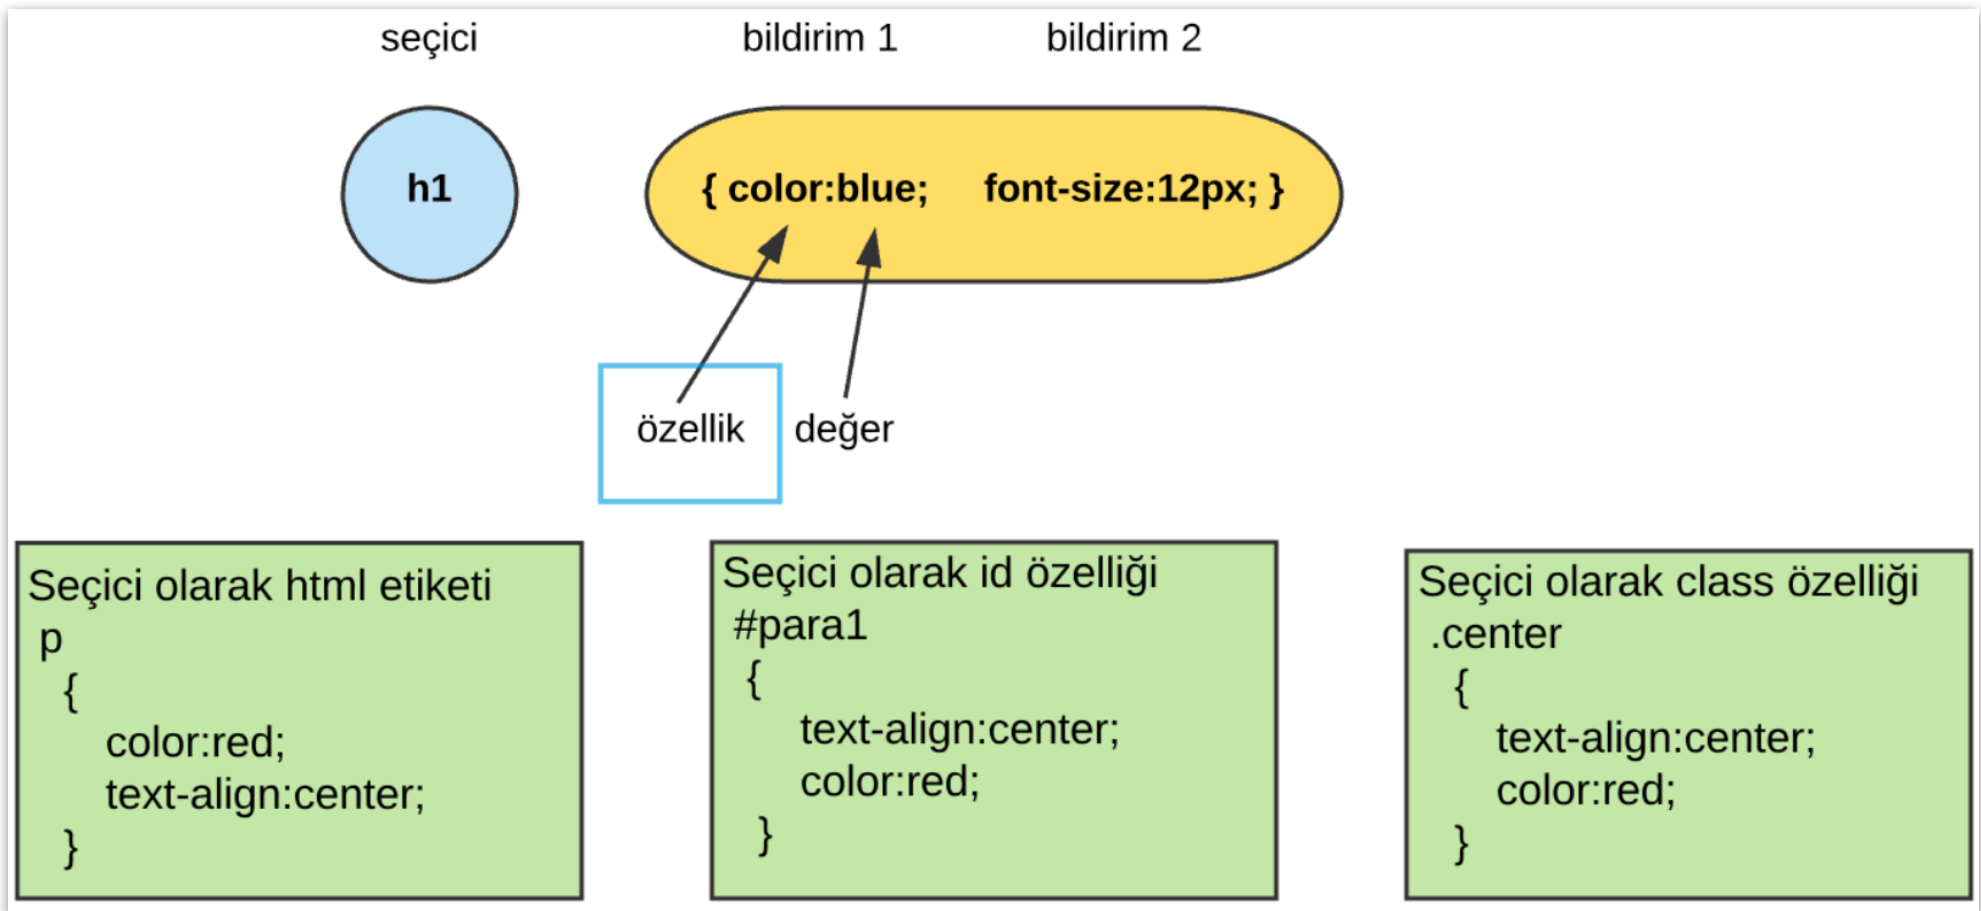 seçici bildirim 1 bildirim 2
h1 { color:blue; font-size:12px; }
özellik değer
Seçici olarak html etiketi
p
{
color:red;
text-align:center;
}
Seçici olarak id özelliği
#para1
{
text-align:center;
color:red;
}
Seçici olarak class özelliği
.center
{
text-align:center;
color:red;
}